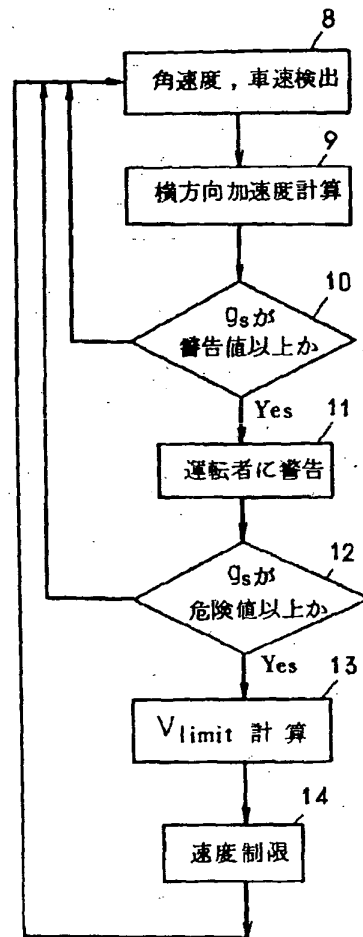 8
角速度，車速検出
9
横方向加速度計算
10
gsが
警告値以上か
Yes
11
運転者に警告
12
gsが
危険値以上か
Yes
13
Vlimit 計算
14
速度制限